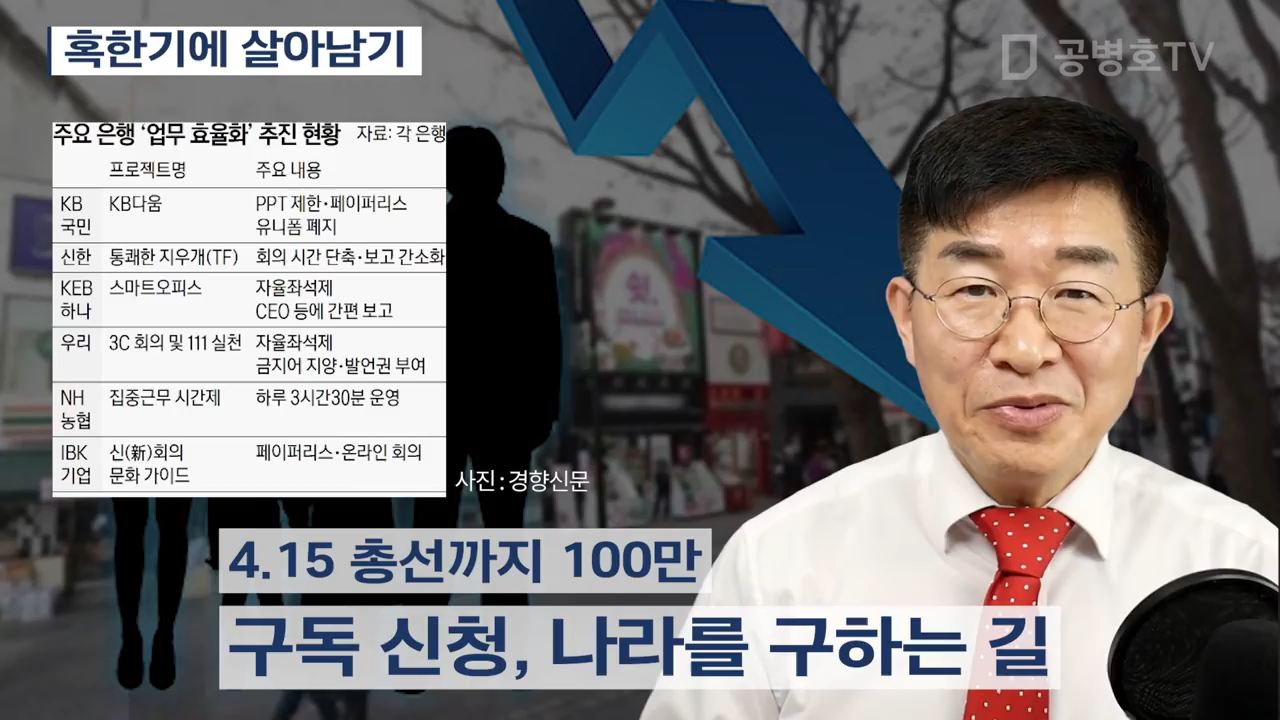 혹한기에 살아남기
공병호TV
주요 은행 ‘업무 효율화’ 추진 현황 자료: 각 은행
프로젝트명 주요 내용
KB 국민 KB다움 PPT 제한·페이퍼리스
유니폼 폐지
신한 통쾌한 지우개(TF) 회의 시간 단축·보고 간소화
KEB 하나 스마트오피스 자율좌석제
CEO 등에 간편 보고
우리 3C 회의 및 111 실천 자율좌석제
금지어 지양·발언권 부여
NH 농협 집중근무 시간제 하루 3시간30분 운영
IBK 기업 신(新)회의 페이퍼리스·온라인 회의
문화 가이드
사진 : 경향신문
쉿.
4.15 총선까지 100만
구독 신청, 나라를 구하는 길